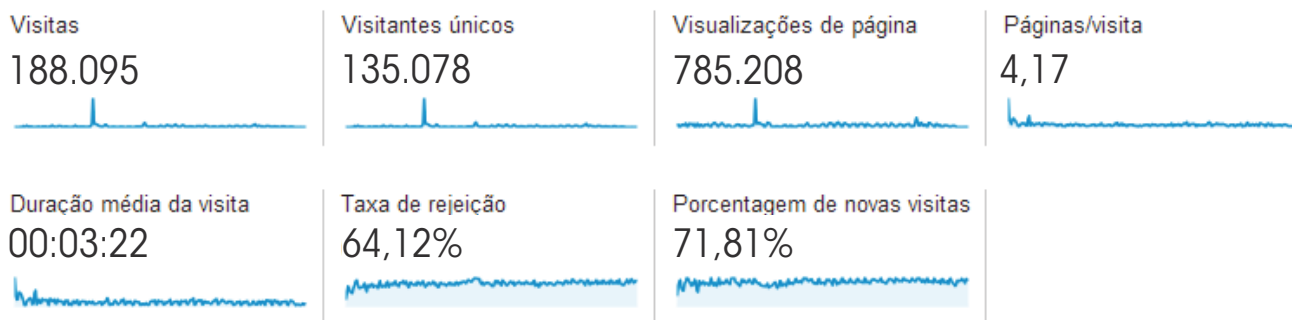 Visitas
188.095
Visitantes únicos
135.078
Visualizações de página
785.208
Páginas/visita
4,17
Duração média da visita
00:03:22
Taxa de rejeição
64,12%
Porcentagem de novas visitas
71,81%